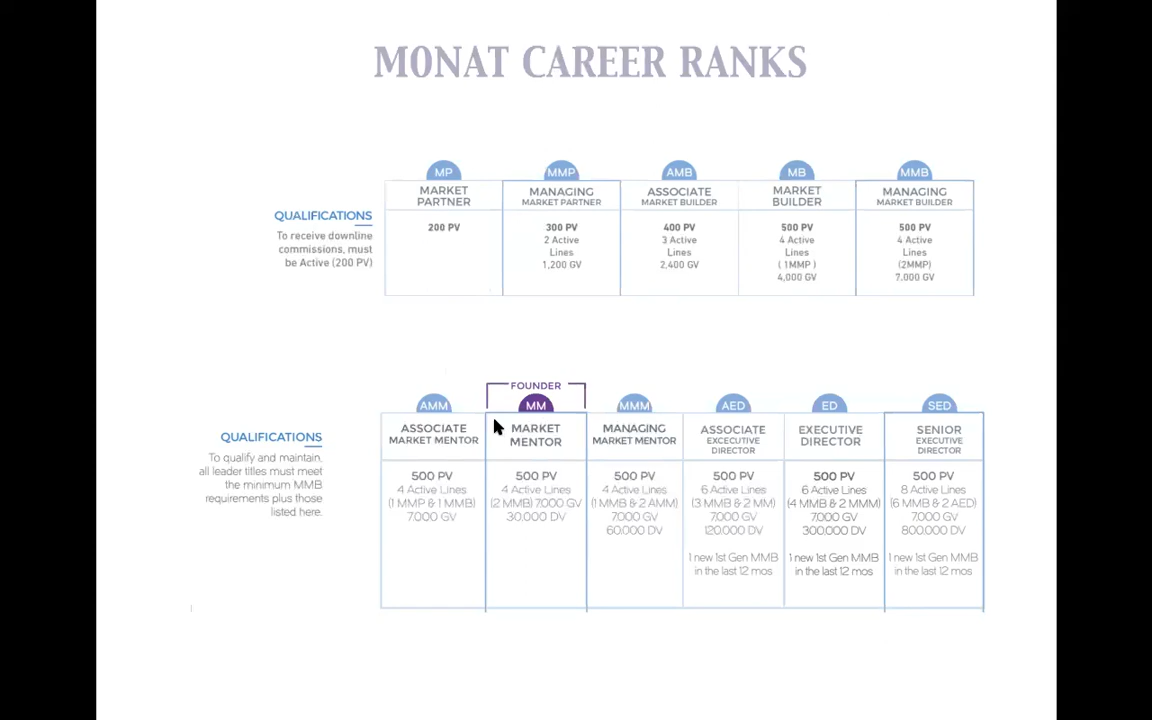 MONAT CAREER RANKS
MP
MMP
AMB
MB
MMB
MARKET
PARTNER
MANAGING
MARKET PARTNER
ASSOCIATE
MARKET BUILDER
MARKET
BUILDER
MANAGING
MARKET BUILDER
QUALIFICATIONS
To receive downline
commissions, must
be Active (200 PV)
200 PV
300 PV
2 Active
Lines
1,200 GV
400 PV
3 Active
Lines
2,400 GV
500 PV
4 Active
Lines
( 1MMP )
4,000 GV
500 PV
4 Active
Lines
(2MMP)
7,000 GV
FOUNDER
AMM
MM
MMM
AED
ED
SED
ASSOCIATE
MARKET MENTOR
MARKET
MENTOR
MANAGING
MARKET MENTOR
ASSOCIATE
EXCECUTIVE
DIRECTOR
EXECUTIVE
DIRECTOR
SENIOR
EXECUTIVE
DIRECTOR
QUALIFICATIONS
To qualify and maintain,
all leader titles must meet
the minimum MMB
requirements plus those
listed here.
500 PV
4 Active Lines
(1 MMP & 1 MMB)
7,000 GV
500 PV
4 Active Lines
(2 MMB) 7,000 GV
30,000 DV
500 PV
4 Active Lines
(1 MMB & 2 AMM)
7,000 GV
60,000 DV
500 PV
6 Active Lines
(3 MMB & 2 MM)
7,000 GV
120,000 DV
1 new 1st Gen MMB
in the last 12 mos
500 PV
6 Active Lines
(4 MMB & 2 MMM)
7,000 GV
300,000 DV
1 new 1st Gen MMB
in the last 12 mos
500 PV
8 Active Lines
(6 MMB & 2 AED)
7,000 GV
800,000 DV
1 new 1st Gen MMB
in the last 12 mos